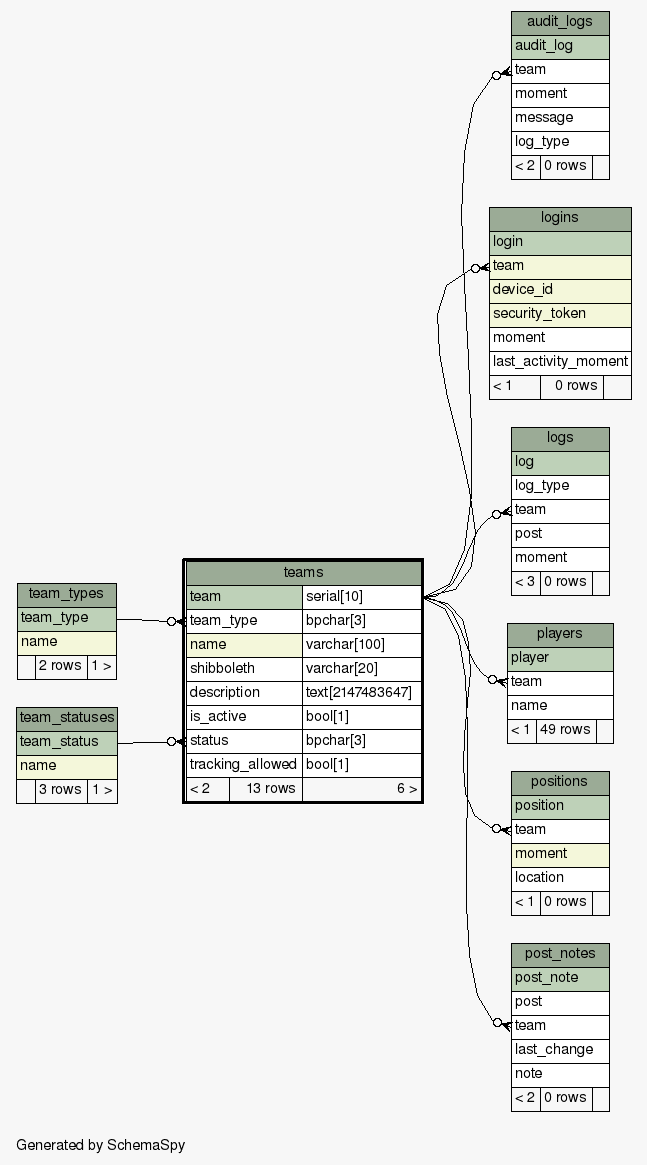 audit_logs
audit_log
team
moment
message
log_type
< 2 0 rows
logins
login
team
device_id
security_token
moment
last_activity_moment
< 1 0 rows
logs
log
log_type
team
post
moment
< 3 0 rows
team_types
team_type
name
2 rows 1 >
team_statuses
team_status
name
3 rows 1 >
teams
team serial[10]
team_type bpchar[3]
name varchar[100]
shibboleth varchar[20]
description text[2147483647]
is_active bool[1]
status bpchar[3]
tracking_allowed bool[1]
< 2 13 rows 6 >
players
player
team
name
< 1 49 rows
positions
position
team
moment
location
< 1 0 rows
post_notes
post_note
post
team
last_change
note
< 2 0 rows
Generated by SchemaSpy